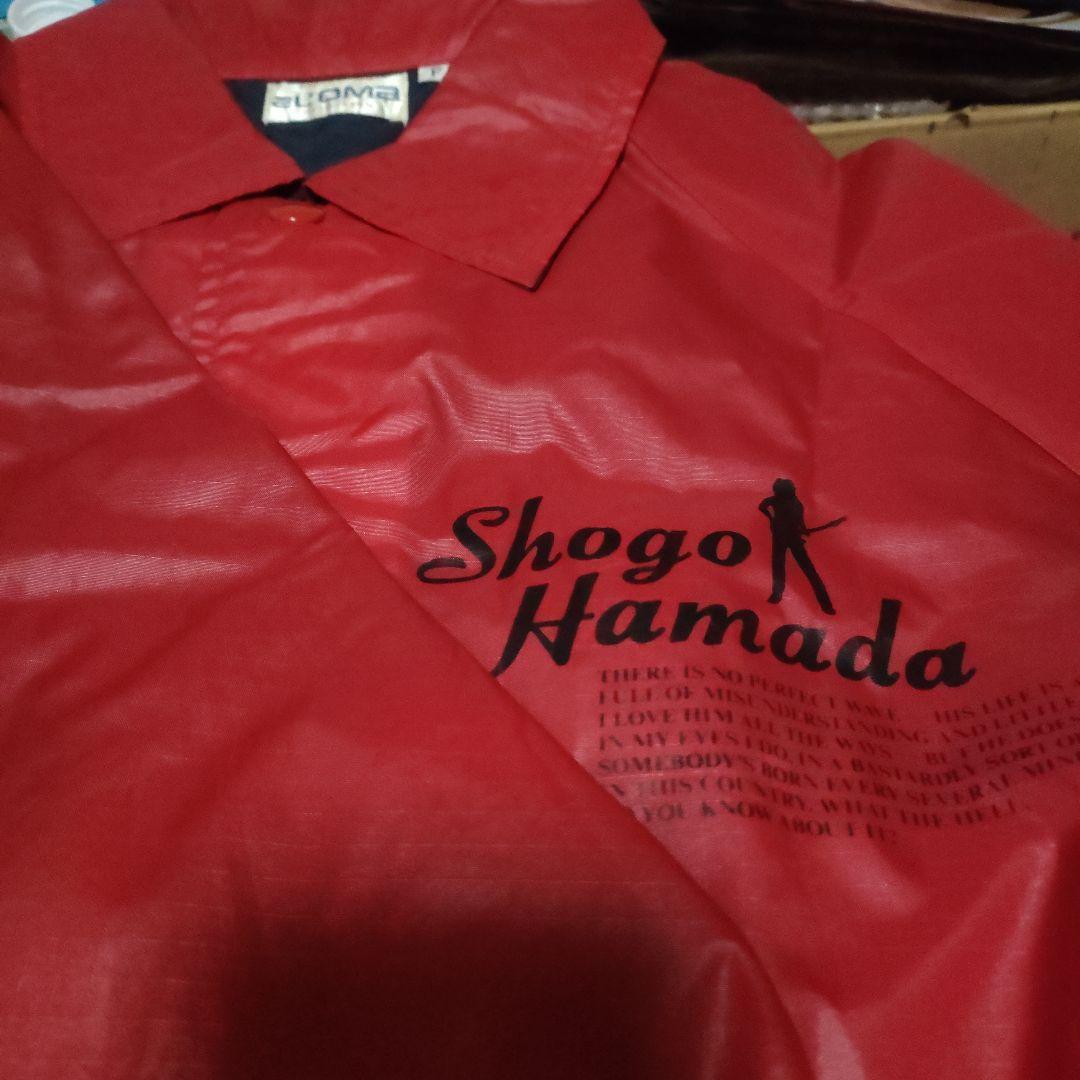 F
Shogo
Hamada
THERE IS NO PERFECT WAVE. HIS LIFE IS A
FULL OF MISUNDERSTANDING AND LITTLE
I LOVE HIM ALL THE WAYS. BUT HE DOES
IN MY EYES I DO, IN A BASTARDLY SORT OF
SOMEBODY'S BORN EVERY SEVERAL MIN
IN THIS COUNTRY. WHAT THE HELL
YOU KNOW ABOUT IT?